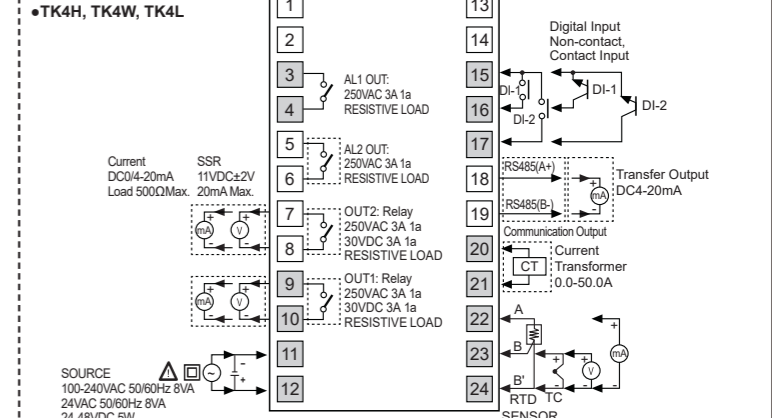 ●TK4H, TK4W, TK4L
1
2
3
4
5
6
7
8
9
10
11
12
13
14
15
16
17
18
19
20
21
22
23
24
AL1 OUT:
250VAC 3A 1a
RESISTIVE LOAD
AL2 OUT:
250VAC 3A 1a
RESISTIVE LOAD
Current
DC0/4-20mA
Load 500ΩMax.
SSR
11VDC±2V
20mA Max.
+ +
mA V
- -
OUT2: Relay
250VAC 3A 1a
30VDC 3A 1a
RESISTIVE LOAD
+ +
mA V
- -
OUT1: Relay
250VAC 3A 1a
30VDC 3A 1a
RESISTIVE LOAD
SOURCE
100-240VAC 50/60Hz 8VA
24VAC 50/60Hz 8VA
24-48VDC 5W
-
+
Digital Input
Non-contact,
Contact Input
DI-1
DI-2
DI-1
DI-2
RS485(A+)
RS485(B-)
+
mA
-
Transfer Output
DC4-20mA
Communication Output
CT
Current
Transformer
0.0-50.0A
A
B
B'
RTD
+
-
TC
+
V
-
+
mA
-
SENSOR